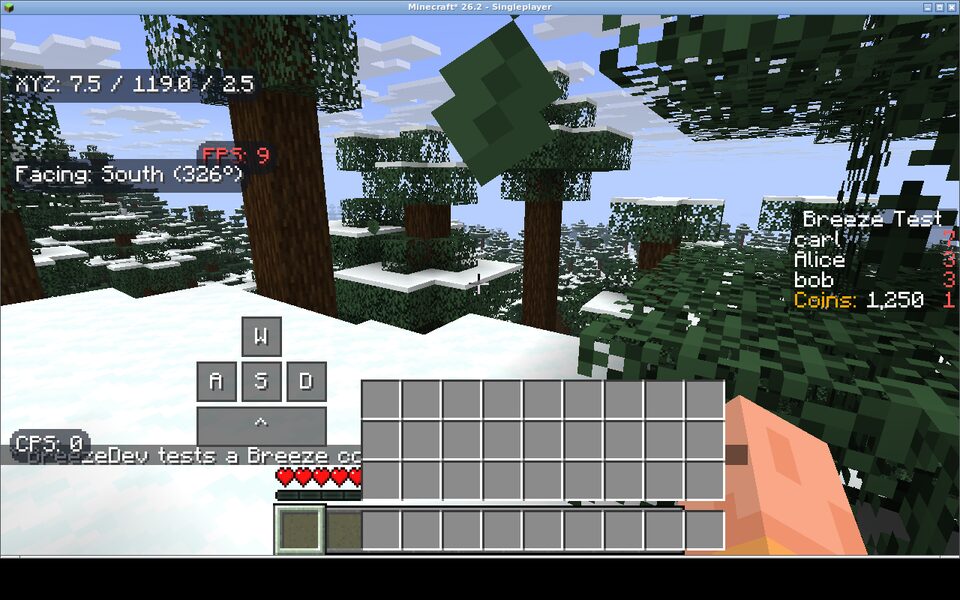 Minecraft* 26.2 - Singleplayer
XYZ: 7.5 / 119.0 / 2.5
FPS: 9
Facing: South (326°)
Breeze Test
carl 7
Alice 3
bob 3
Coins: 1,250 1
W
A S D
^
CPS: 0
BreezeDev tests a Breeze